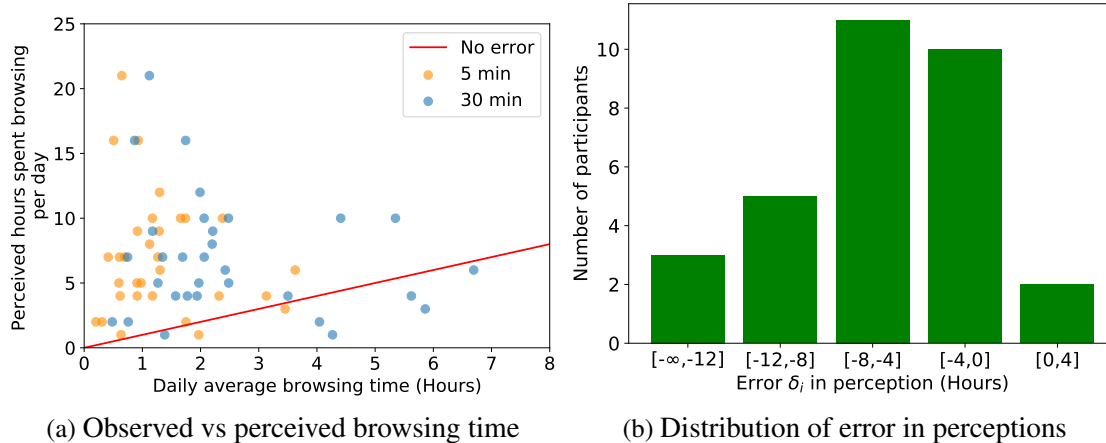 25
20
15
10
5
0
Perceived hours spent browsing
per day
No error
5 min
30 min
0 1 2 3 4 5 6 7 8
Daily average browsing time (Hours)
(a) Observed vs perceived browsing time
10
8
6
4
2
0
Number of participants
[-∞,-12] [-12,-8] [-8,-4] [-4,0] [0,4]
Error δᵢ in perception (Hours)
(b) Distribution of error in perceptions